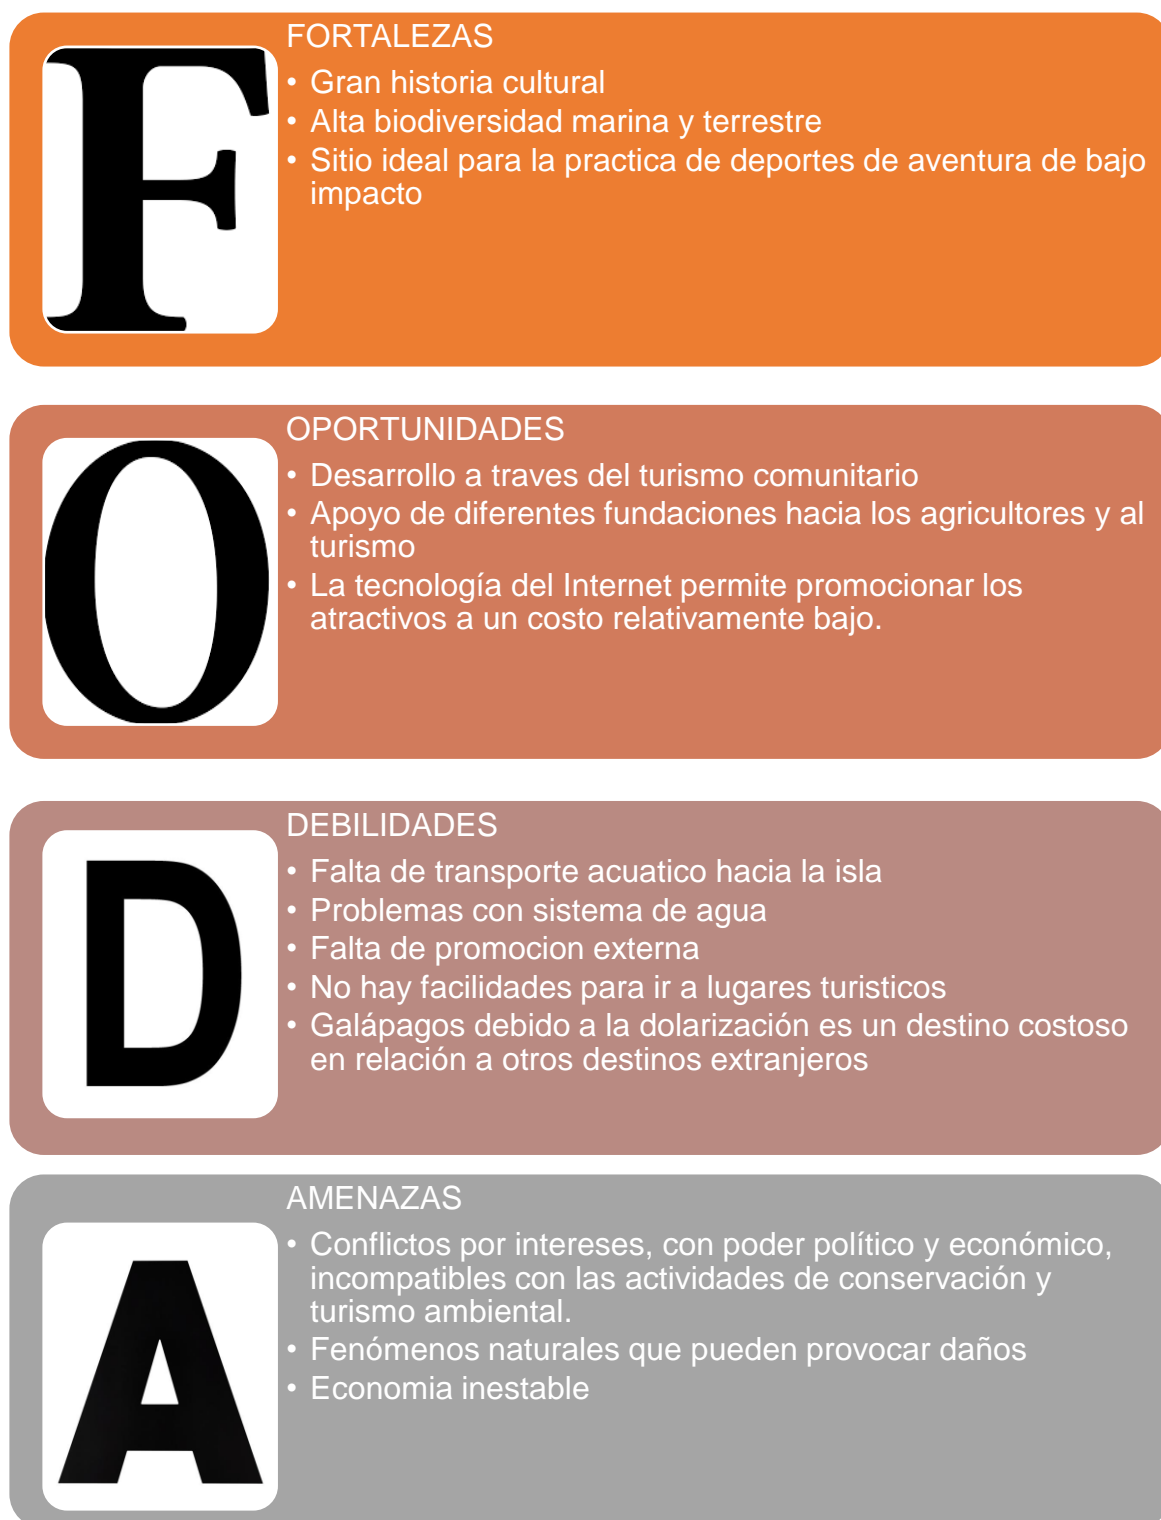 F
FORTALEZAS
• Gran historia cultural
• Alta biodiversidad marina y terrestre
• Sitio ideal para la practica de deportes de aventura de bajo
impacto
O
OPORTUNIDADES
• Desarrollo a traves del turismo comunitario
• Apoyo de diferentes fundaciones hacia los agricultores y al
turismo
• La tecnología del Internet permite promocionar los
atractivos a un costo relativamente bajo.
D
DEBILIDADES
• Falta de transporte acuatico hacia la isla
• Problemas con sistema de agua
• Falta de promocion externa
• No hay facilidades para ir a lugares turisticos
• Galápagos debido a la dolarización es un destino costoso
en relación a otros destinos extranjeros
A
AMENAZAS
• Conflictos por intereses, con poder político y económico,
incompatibles con las actividades de conservación y
turismo ambiental.
• Fenómenos naturales que pueden provocar daños
• Economia inestable